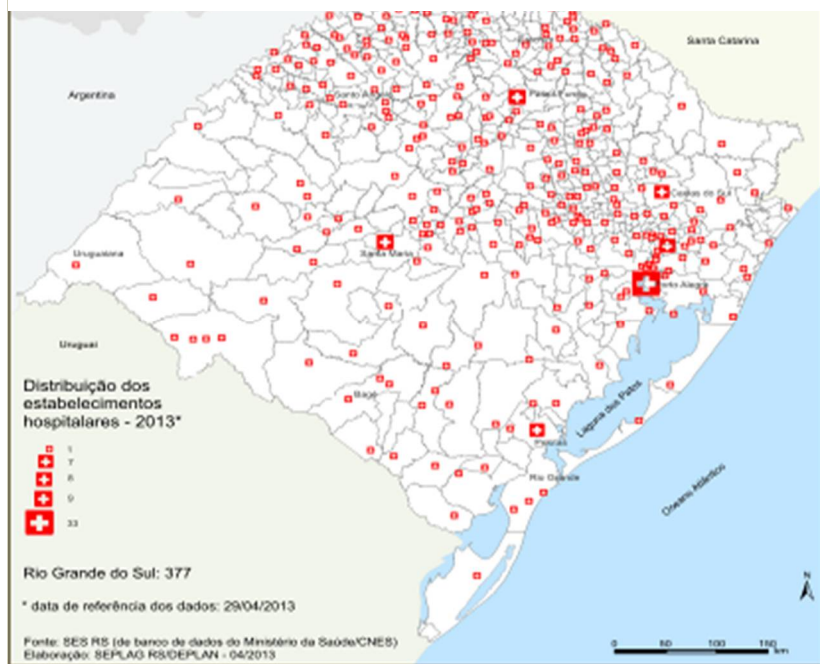 Santa Catarina
Argentina
Passo Fundo
Santo Ângelo
Caxias do Sul
Uruguaiana
Santa Maria
Porto Alegre
Uruguai
Distribuição dos
estabelecimentos
hospitalares - 2013*
Bagé
Laguna dos Patos
1
7
8
9
33
Pelotas
Rio Grande
Oceano Atlântico
Rio Grande do Sul: 377
N
* data de referência dos dados: 29/04/2013
Fonte: SES RS (de banco de dados do Ministério da Saúde/CNES)
Elaboração: SEPLAG RS/DEPLAN - 04/2013
0 50 100 150
km